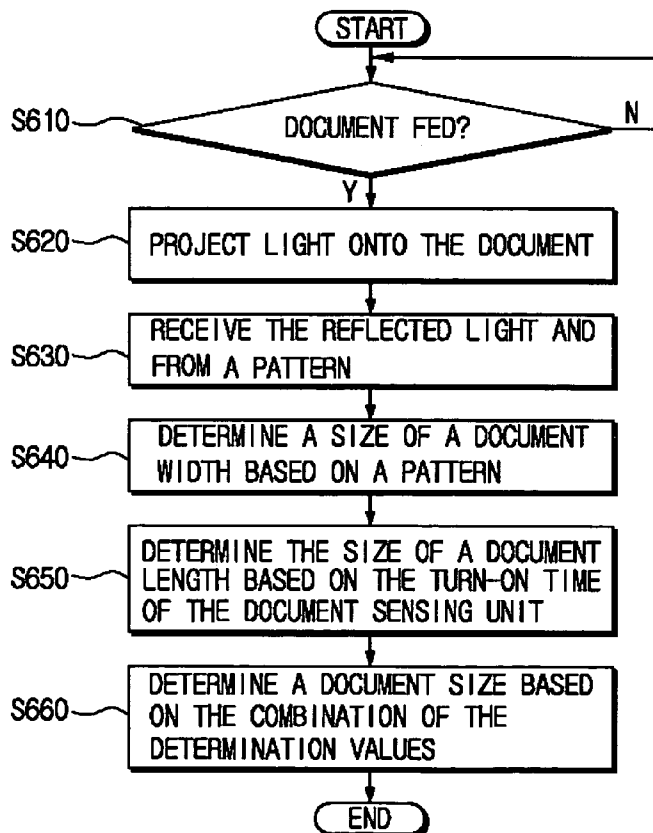 START
S610
DOCUMENT FED?
N
Y
S620
PROJECT LIGHT ONTO THE DOCUMENT
S630
RECEIVE THE REFLECTED LIGHT AND
FROM A PATTERN
S640
DETERMINE A SIZE OF A DOCUMENT
WIDTH BASED ON A PATTERN
S650
DETERMINE THE SIZE OF A DOCUMENT
LENGTH BASED ON THE TURN-ON TIME
OF THE DOCUMENT SENSING UNIT
S660
DETERMINE A DOCUMENT SIZE BASED
ON THE COMBINATION OF THE
DETERMINATION VALUES
END